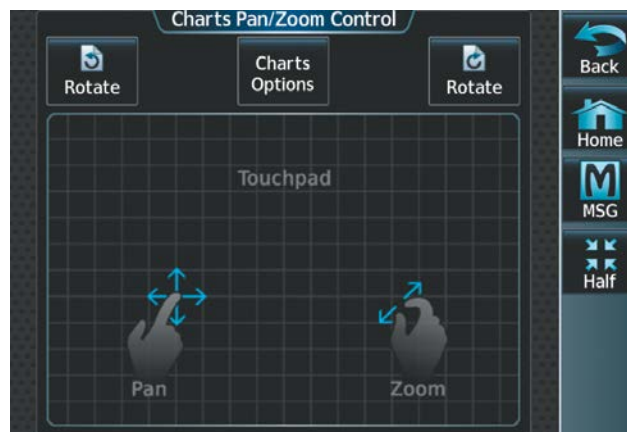 Charts Pan/Zoom Control
Rotate
Charts
Options
Rotate
Touchpad
Pan
Zoom
Back
Home
MSG
Half